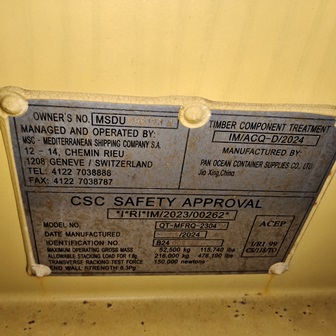 OWNER'S NO. MSDU
MANAGED AND OPERATED BY:
MSC - MEDITERRANEAN SHIPPING COMPANY S.A.
12 - 14, CHEMIN RIEU
1208 GENEVE / SWITZERLAND
TEL: 4122 7038888
FAX: 4122 7038787
TIMBER COMPONENT TREATMENT
IM/ACQ-D/2024
MANUFACTURED BY:
PAN OCEAN CONTAINER SUPPLIES CO., LTD
Jia Xing, China
CSC SAFETY APPROVAL
"I"RI"IM/2023/00262"
MODEL NO. QT-MFRQ-2304
DATE MANUFACTURED /2024
IDENTIFICATION NO. B24
MAXIMUM OPERATING GROSS MASS 52,500 kg 115,740 lbs
ALLOWABLE STACKING LOAD FOR 1.8g 216,000 kg 476,190 lbs
TRANSVERSE RACKING TEST FORCE 150,000 newtons
END WALL STRENGTH 0.3Pg
ACEP